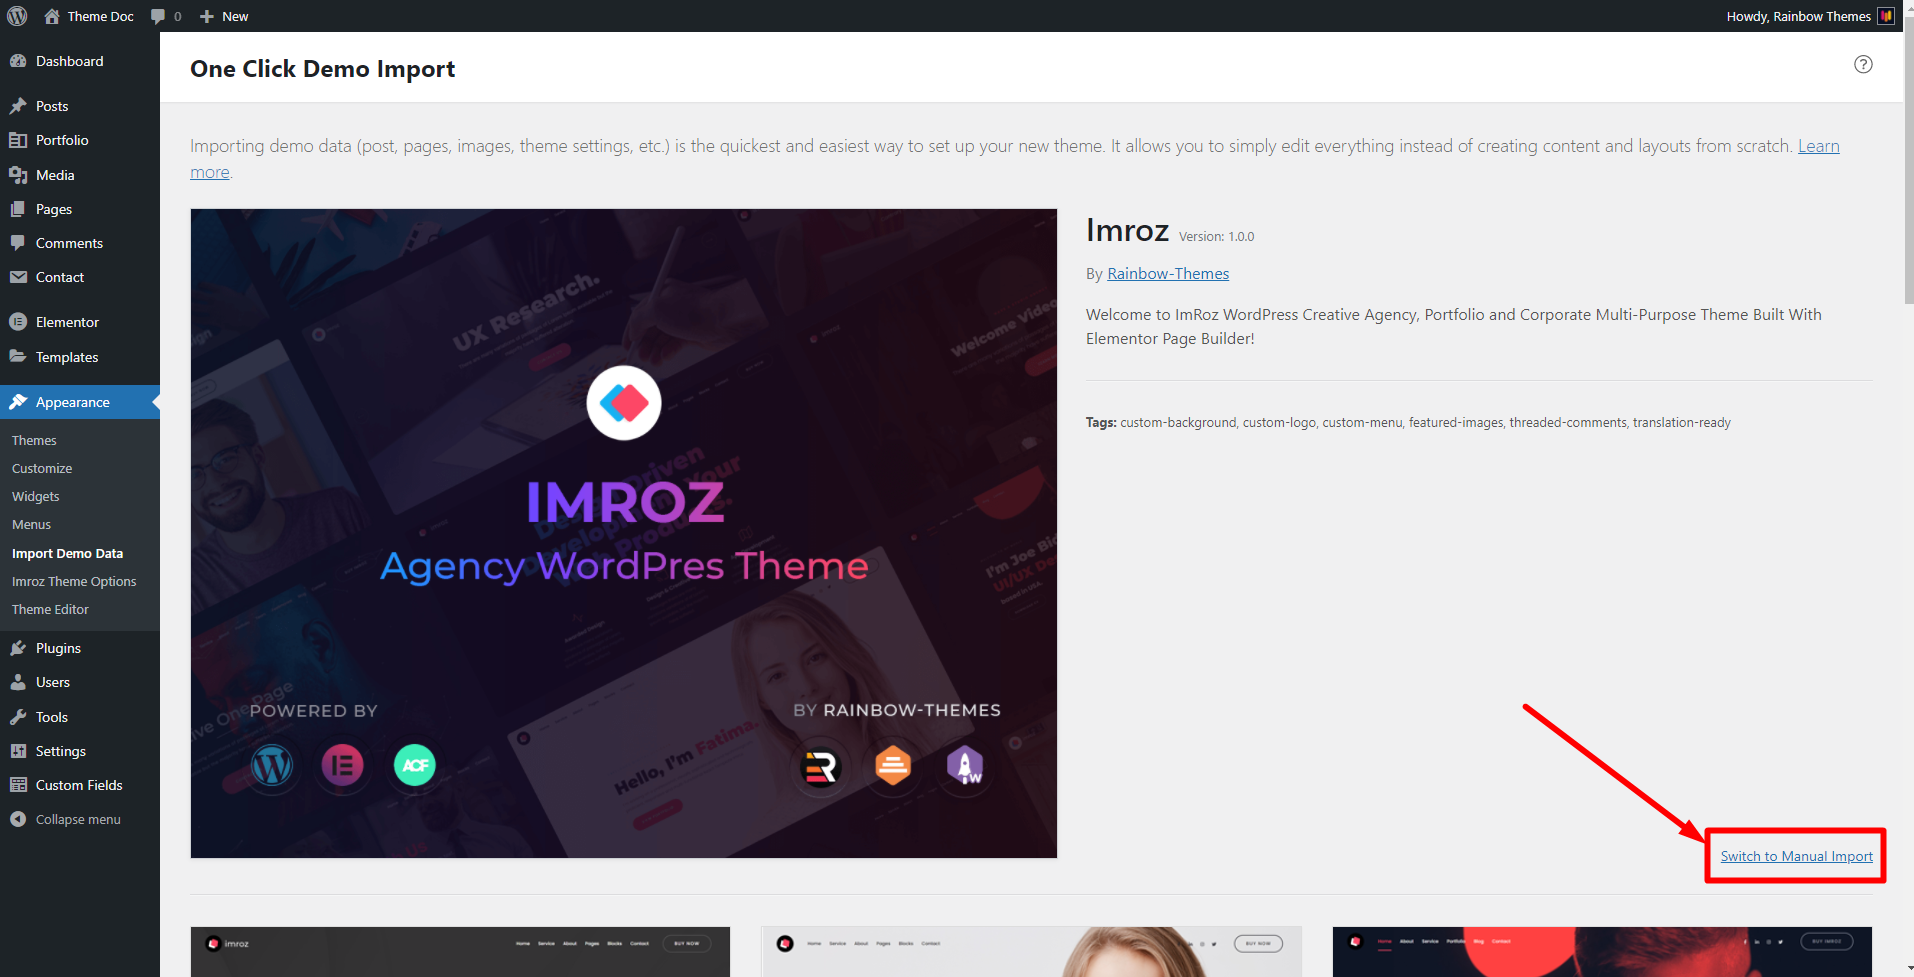 Theme Doc
0
New
Howdy, Rainbow Themes
Dashboard
Posts
Portfolio
Media
Pages
Comments
Contact
Elementor
Templates
Appearance
Themes
Customize
Widgets
Menus
Import Demo Data
Imroz Theme Options
Theme Editor
Plugins
Users
Tools
Settings
Custom Fields
Collapse menu
One Click Demo Import
Importing demo data (post, pages, images, theme settings, etc.) is the quickest and easiest way to set up your new theme. It allows you to simply edit everything instead of creating content and layouts from scratch. Learn
more.
UX Research.
Welcome Video
IMROZ
Agency WordPres Theme
I'm Joe Bid
Hello, I'm Fatima.
POWERED BY
ACF
BY RAINBOW-THEMES
Imroz Version: 1.0.0
By Rainbow-Themes
Welcome to ImRoz WordPress Creative Agency, Portfolio and Corporate Multi-Purpose Theme Built With
Elementor Page Builder!
Tags: custom-background, custom-logo, custom-menu, featured-images, threaded-comments, translation-ready
Switch to Manual Import
imroz
Home Service About Pages Blocks Contact BUY NOW
Home Service About Pages Blocks Contact BUY NOW
Home About Service Portfolio Blog Contact BUY IMROZ